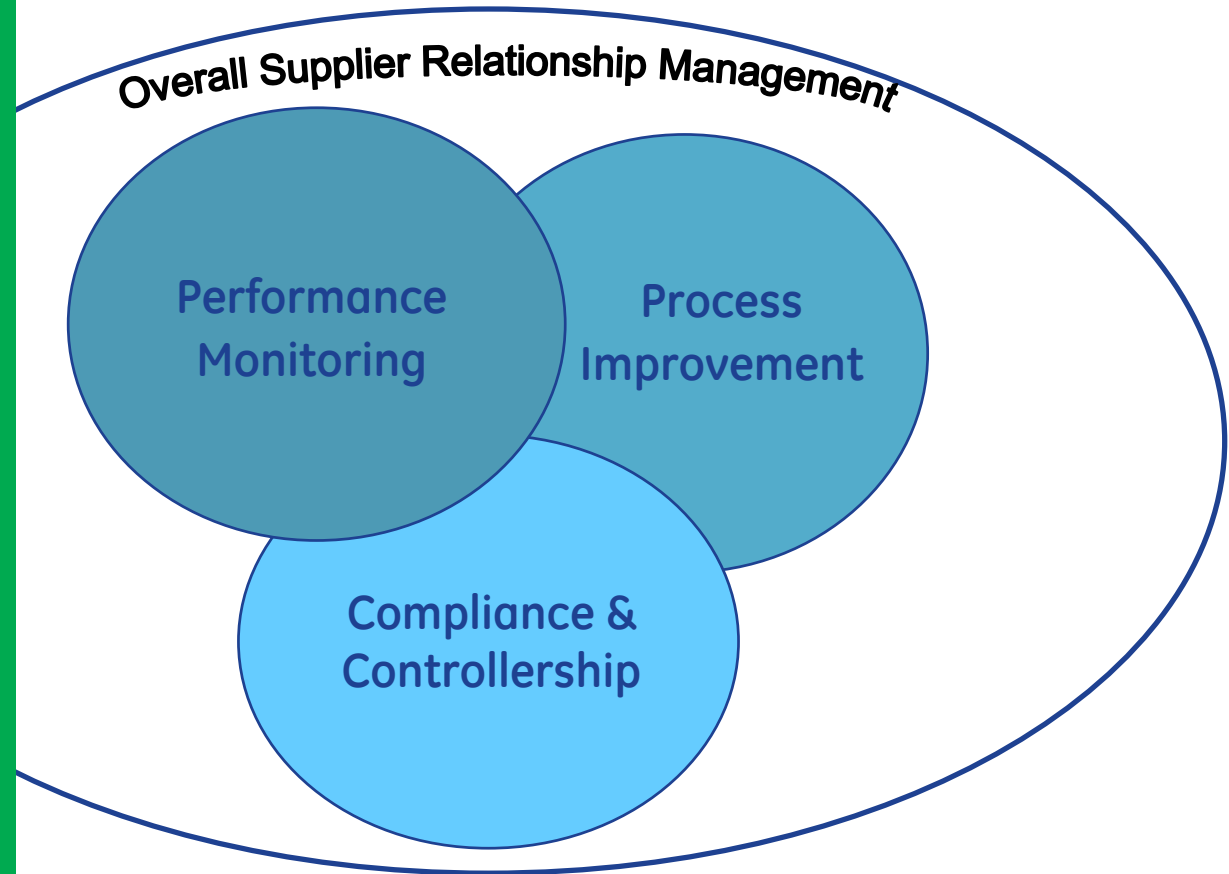 Overall Supplier Relationship Management
Performance
Monitoring
Process
Improvement
Compliance &
Controllership